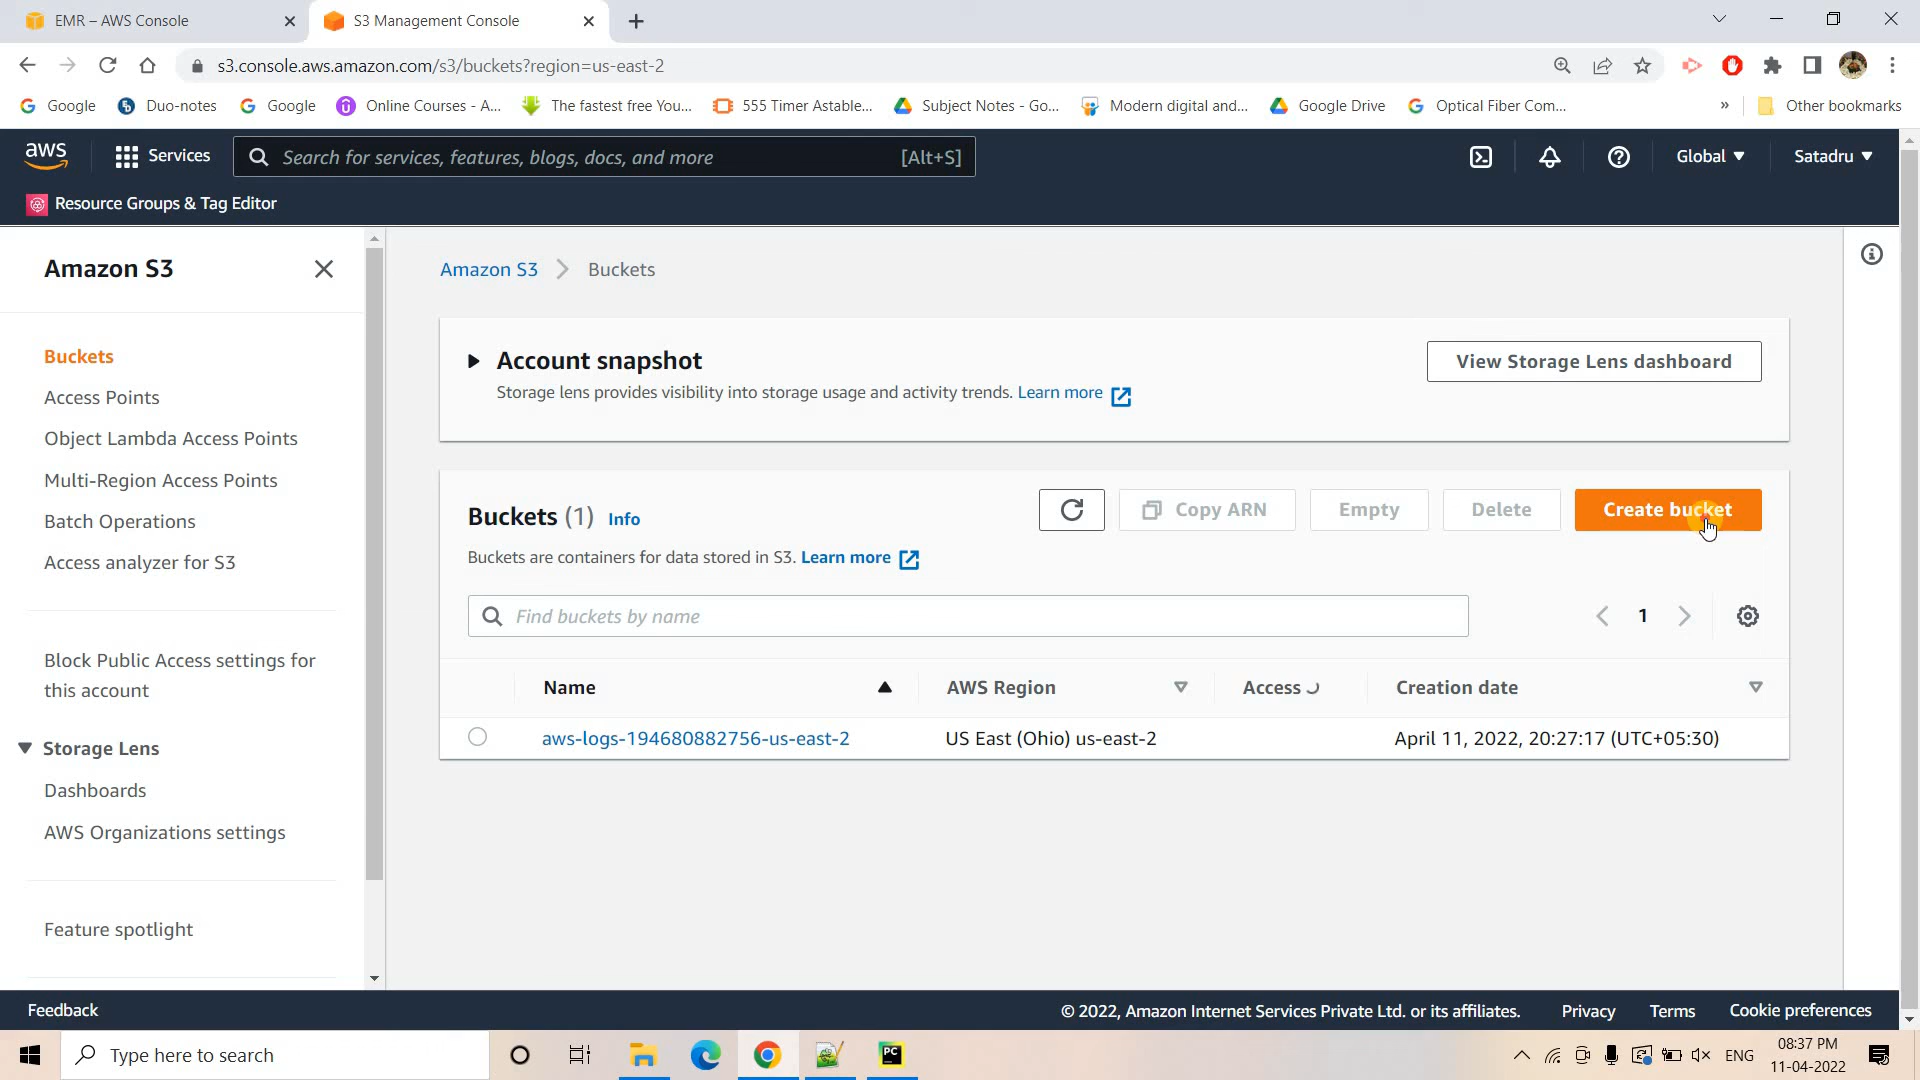 EMR – AWS Console
S3 Management Console
s3.console.aws.amazon.com/s3/buckets?region=us-east-2
Google
Duo-notes
Google
Online Courses - A...
The fastest free You...
555 Timer Astable...
Subject Notes - Go...
Modern digital and...
Google Drive
Optical Fiber Com...
»
Other bookmarks
aws
Services
Search for services, features, blogs, docs, and more
[Alt+S]
Global
Satadru
Resource Groups & Tag Editor
Amazon S3
Buckets
Access Points
Object Lambda Access Points
Multi-Region Access Points
Batch Operations
Access analyzer for S3
Block Public Access settings for
this account
Storage Lens
Dashboards
AWS Organizations settings
Feature spotlight
Amazon S3
Buckets
Account snapshot
Storage lens provides visibility into storage usage and activity trends. Learn more
View Storage Lens dashboard
Buckets (1) Info
Copy ARN
Empty
Delete
Create bucket
Buckets are containers for data stored in S3. Learn more
Find buckets by name
1
Name
AWS Region
Access
Creation date
aws-logs-194680882756-us-east-2
US East (Ohio) us-east-2
April 11, 2022, 20:27:17 (UTC+05:30)
Feedback
© 2022, Amazon Internet Services Private Ltd. or its affiliates.
Privacy
Terms
Cookie preferences
Type here to search
PC
ENG
08:37 PM
11-04-2022